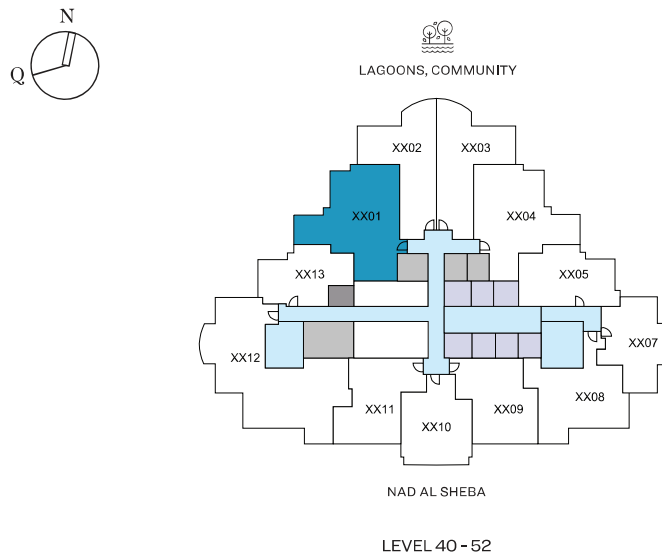 N
Q
LAGOONS, COMMUNITY
XX02
XX03
XX01
XX04
XX13
XX05
XX12
XX07
XX08
XX11
XX09
XX10
NAD AL SHEBA
LEVEL 40 - 52